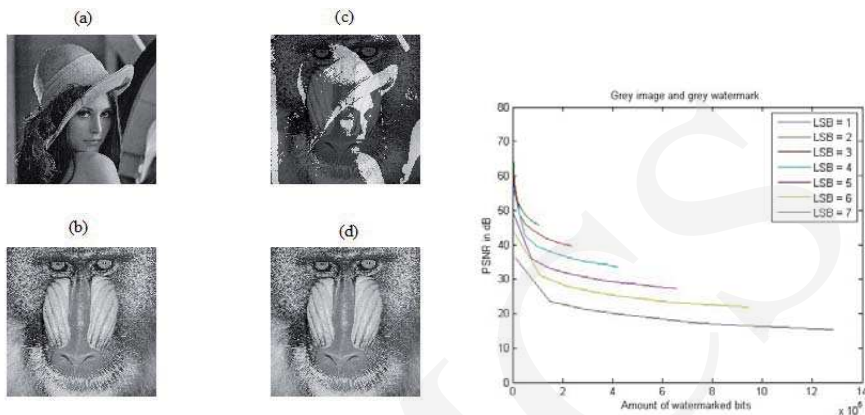 (a)
(c)
(b)
(d)
Grey image and grey watermark
PSNR in dB
80
70
60
50
40
30
20
10
0
LSB = 1
LSB = 2
LSB = 3
LSB = 4
LSB = 5
LSB = 6
LSB = 7
0 2 4 6 8 10 12 14
Amount of watermarked bits